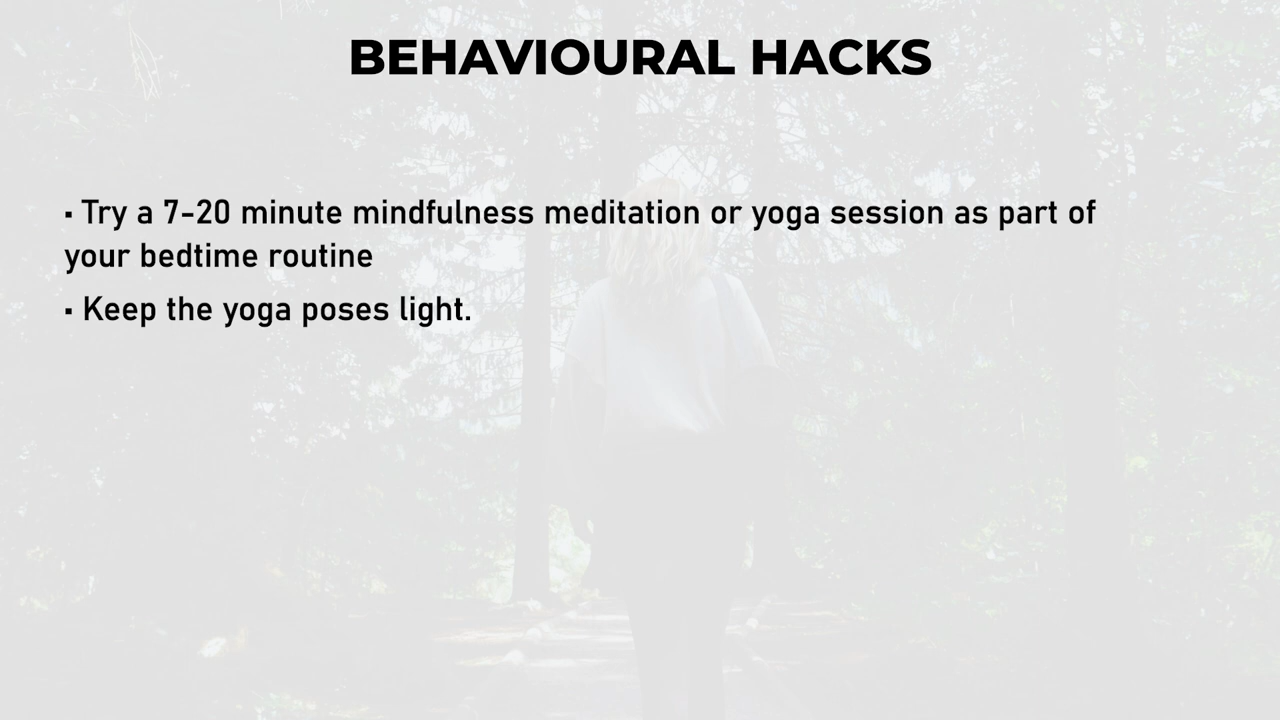 BEHAVIOURAL HACKS
▪ Try a 7-20 minute mindfulness meditation or yoga session as part of
your bedtime routine
▪ Keep the yoga poses light.